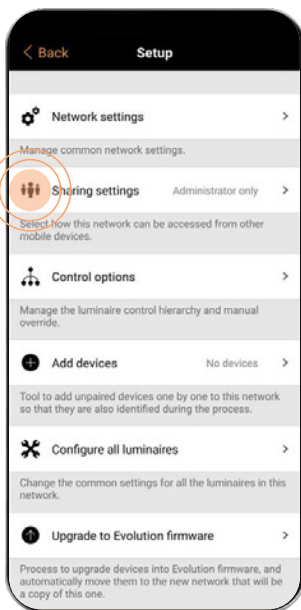 Back Setup
Network settings
Manage common network settings.
Sharing settings Administrator only
Select how this network can be accessed from other
mobile devices.
Control options
Manage the luminaire control hierarchy and manual
override.
Add devices No devices
Tool to add unpaired devices one by one to this network
so that they are also identified during the process.
Configure all luminaires
Change the common settings for all the luminaires in this
network.
Upgrade to Evolution firmware
Process to upgrade devices into Evolution firmware, and
automatically move them to the new network that will be
a copy of this one.